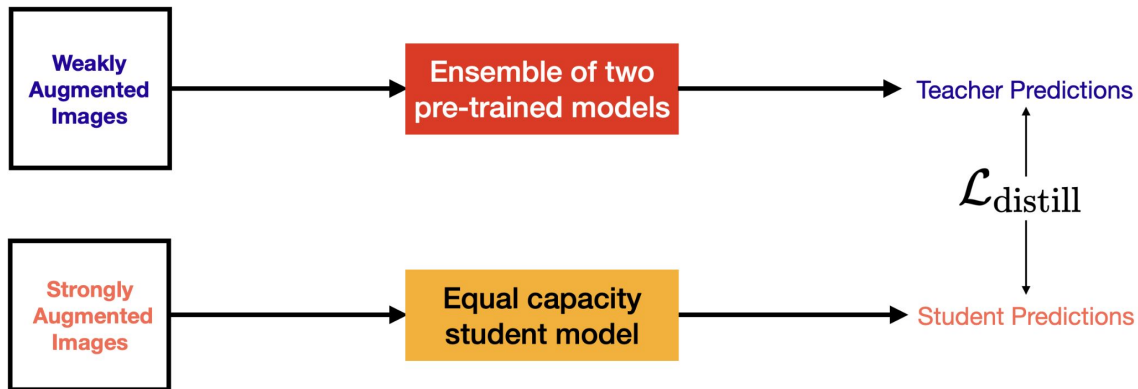 Weakly
Augmented
Images
Ensemble of two
pre-trained models
Teacher Predictions
ℒdistill
Strongly
Augmented
Images
Equal capacity
student model
Student Predictions